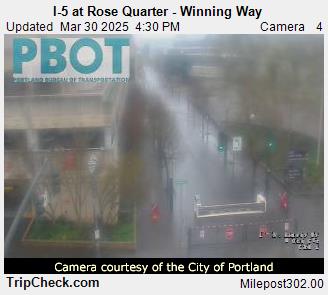 I-5 at Rose Quarter - Winning Way
Updated Mar 30 2025 4:30 PM Camera 4
PBOT
PORTLAND BUREAU OF TRANSPORTATION
Camera courtesy of the City of Portland
TripCheck.com Milepost302.00